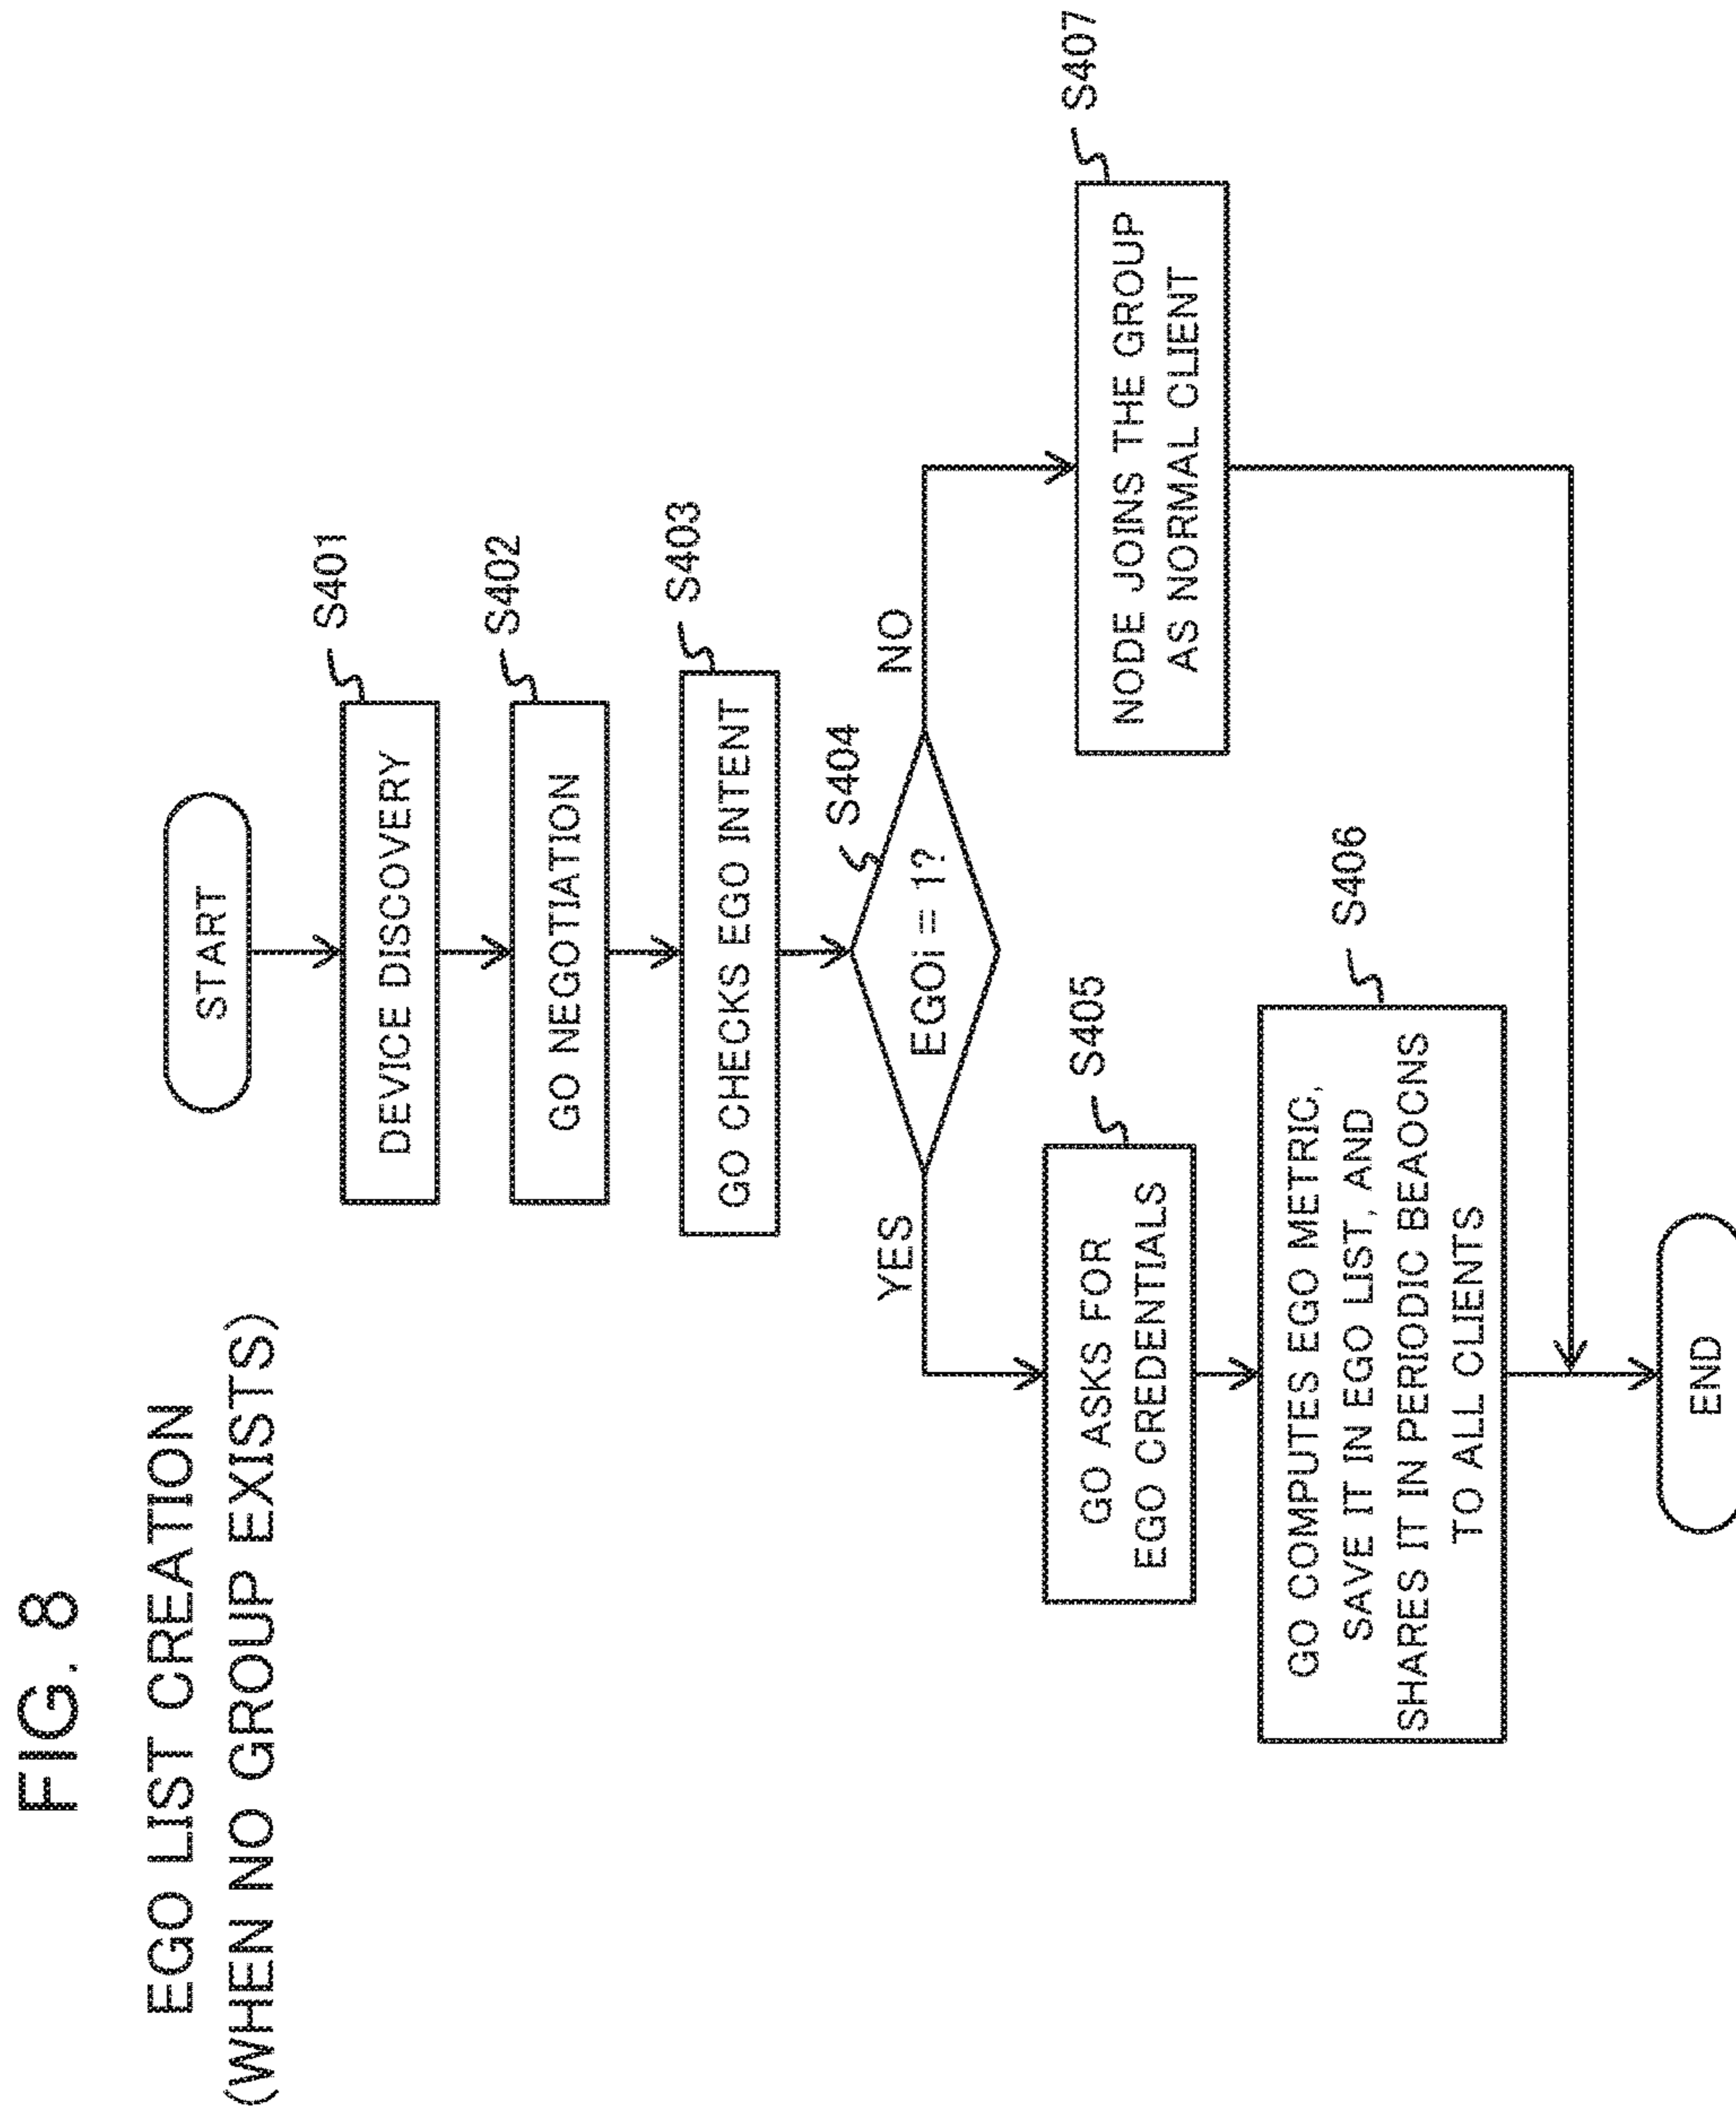 FIG. 8
EGO LIST CREATION
(WHEN NO GROUP EXISTS)
START
DEVICE DISCOVERY
S401
GO NEGOTIATION
S402
GO CHECKS EGO INTENT
S403
EGOi = 1?
S404
YES
NO
GO ASKS FOR
EGO CREDENTIALS
S405
GO COMPUTES EGO METRIC,
SAVE IT IN EGO LIST, AND
SHARES IT IN PERIODIC BEAOCNS
TO ALL CLIENTS
S406
NODE JOINS THE GROUP
AS NORMAL CLIENT
S407
END